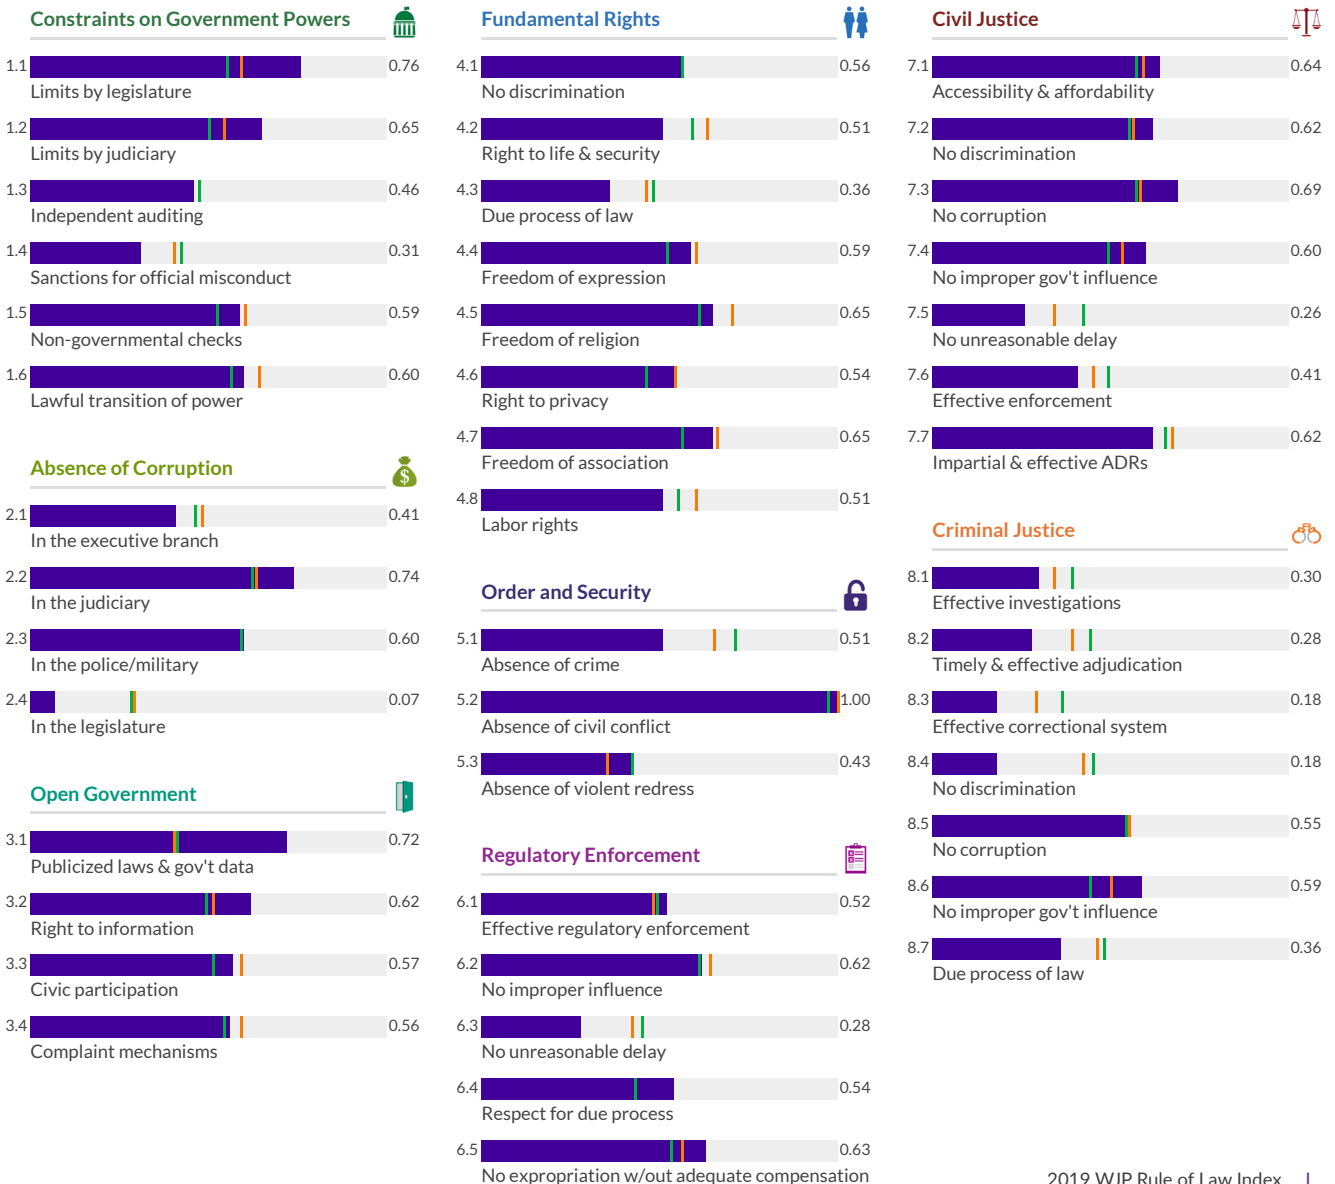 Constraints on Government Powers
1.1 0.76
Limits by legislature
1.2 0.65
Limits by judiciary
1.3 0.46
Independent auditing
1.4 0.31
Sanctions for official misconduct
1.5 0.59
Non-governmental checks
1.6 0.60
Lawful transition of power
Absence of Corruption
$
2.1 0.41
In the executive branch
2.2 0.74
In the judiciary
2.3 0.60
In the police/military
2.4 0.07
In the legislature
Open Government
3.1 0.72
Publicized laws & gov't data
3.2 0.62
Right to information
3.3 0.57
Civic participation
3.4 0.56
Complaint mechanisms
Fundamental Rights
4.1 0.56
No discrimination
4.2 0.51
Right to life & security
4.3 0.36
Due process of law
4.4 0.59
Freedom of expression
4.5 0.65
Freedom of religion
4.6 0.54
Right to privacy
4.7 0.65
Freedom of association
4.8 0.51
Labor rights
Order and Security
5.1 0.51
Absence of crime
5.2 1.00
Absence of civil conflict
5.3 0.43
Absence of violent redress
Regulatory Enforcement
6.1 0.52
Effective regulatory enforcement
6.2 0.62
No improper influence
6.3 0.28
No unreasonable delay
6.4 0.54
Respect for due process
6.5 0.63
No expropriation w/out adequate compensation
Civil Justice
7.1 0.64
Accessibility & affordability
7.2 0.62
No discrimination
7.3 0.69
No corruption
7.4 0.60
No improper gov't influence
7.5 0.26
No unreasonable delay
7.6 0.41
Effective enforcement
7.7 0.62
Impartial & effective ADRs
Criminal Justice
8.1 0.30
Effective investigations
8.2 0.28
Timely & effective adjudication
8.3 0.18
Effective correctional system
8.4 0.18
No discrimination
8.5 0.55
No corruption
8.6 0.59
No improper gov't influence
8.7 0.36
Due process of law
2019 WJP Rule of Law Index |